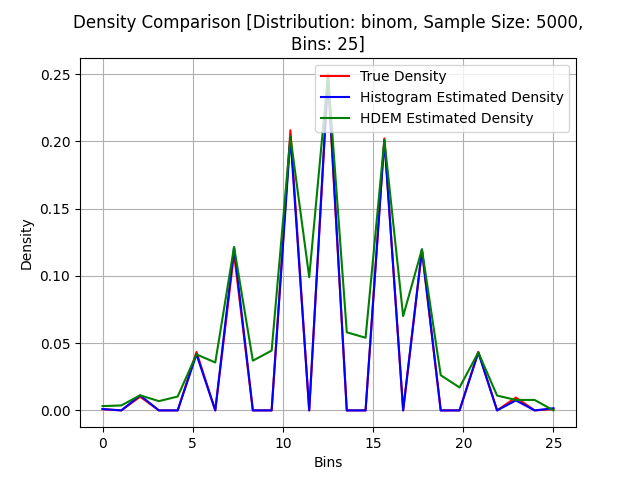 Density Comparison [Distribution: binom, Sample Size: 5000,
Bins: 25]
True Density
Histogram Estimated Density
HDEM Estimated Density
Density
0.25
0.20
0.15
0.10
0.05
0.00
0 5 10 15 20 25
Bins